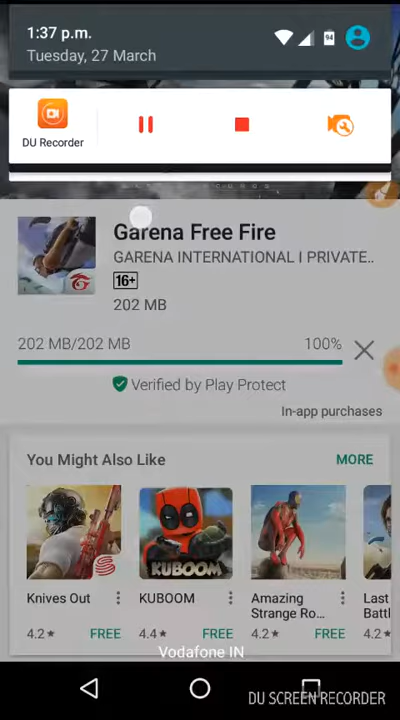 1:37 p.m.
94
Tuesday, 27 March
DU Recorder
Garena Free Fire
GARENA INTERNATIONAL I PRIVATE..
16+
202 MB
202 MB/202 MB
100%
Verified by Play Protect
In-app purchases
You Might Also Like
MORE
KUBOOM
Knives Out
KUBOOM
Amazing
Strange Ro...
Last
Battl
4.2★ FREE
4.4★ FREE
4.2★ FREE
4.2
Vodafone IN
DU SCREEN RECORDER